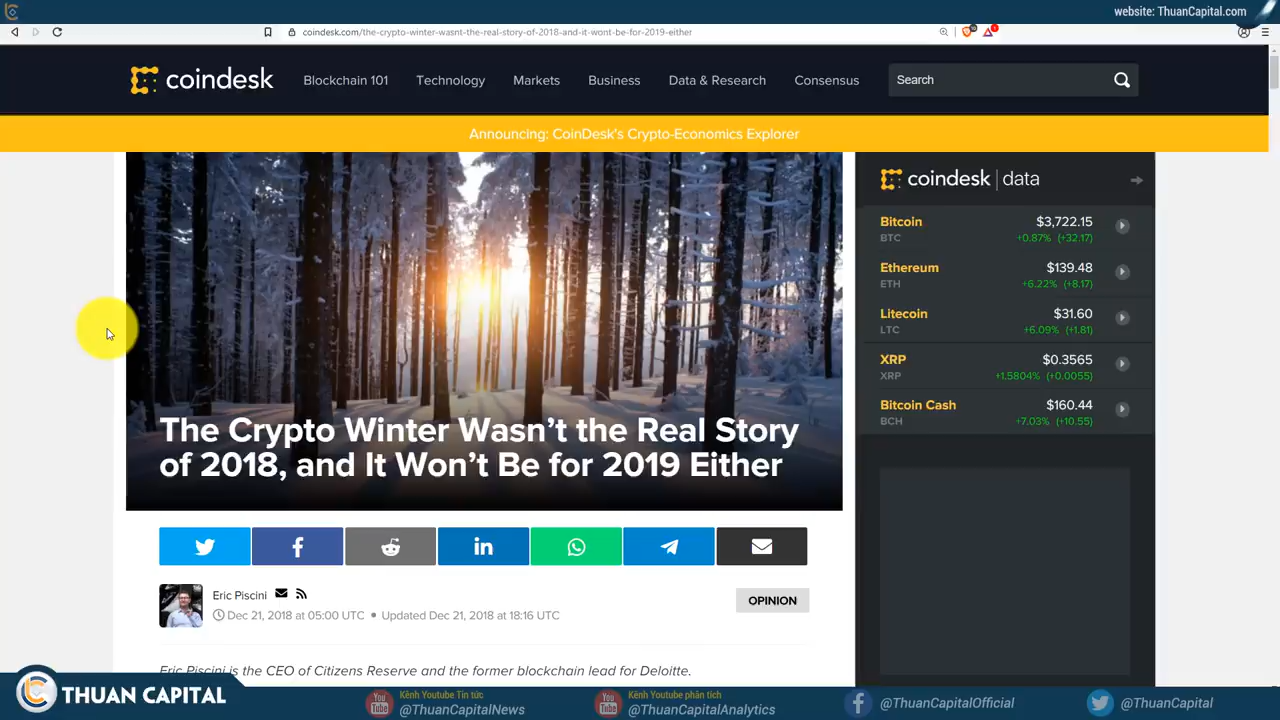 website: ThuanCapital.com
coindesk.com/the-crypto-winter-wasnt-the-real-story-of-2018-and-it-wont-be-for-2019-either
coindesk
Blockchain 101
Technology
Markets
Business
Data & Research
Consensus
Search
Announcing: CoinDesk's Crypto-Economics Explorer
The Crypto Winter Wasn't the Real Story
of 2018, and It Won't Be for 2019 Either
Eric Piscini
Dec 21, 2018 at 05:00 UTC • Updated Dec 21, 2018 at 18:16 UTC
OPINION
Eric Piscini is the CEO of Citizens Reserve and the former blockchain lead for Deloitte.
coindesk | data
Bitcoin $3,722.15
BTC +0.87% (+32.17)
Ethereum $139.48
ETH +6.22% (+8.17)
Litecoin $31.60
LTC +6.09% (+1.81)
XRP $0.3565
XRP +1.5804% (+0.0055)
Bitcoin Cash $160.44
BCH +7.03% (+10.55)
THUAN CAPITAL
You Tube
Kênh Youtube Tin tức
@ThuanCapitalNews
You Tube
Kênh Youtube phân tích
@ThuanCapitalAnalytics
@ThuanCapitalOfficial
@ThuanCapital